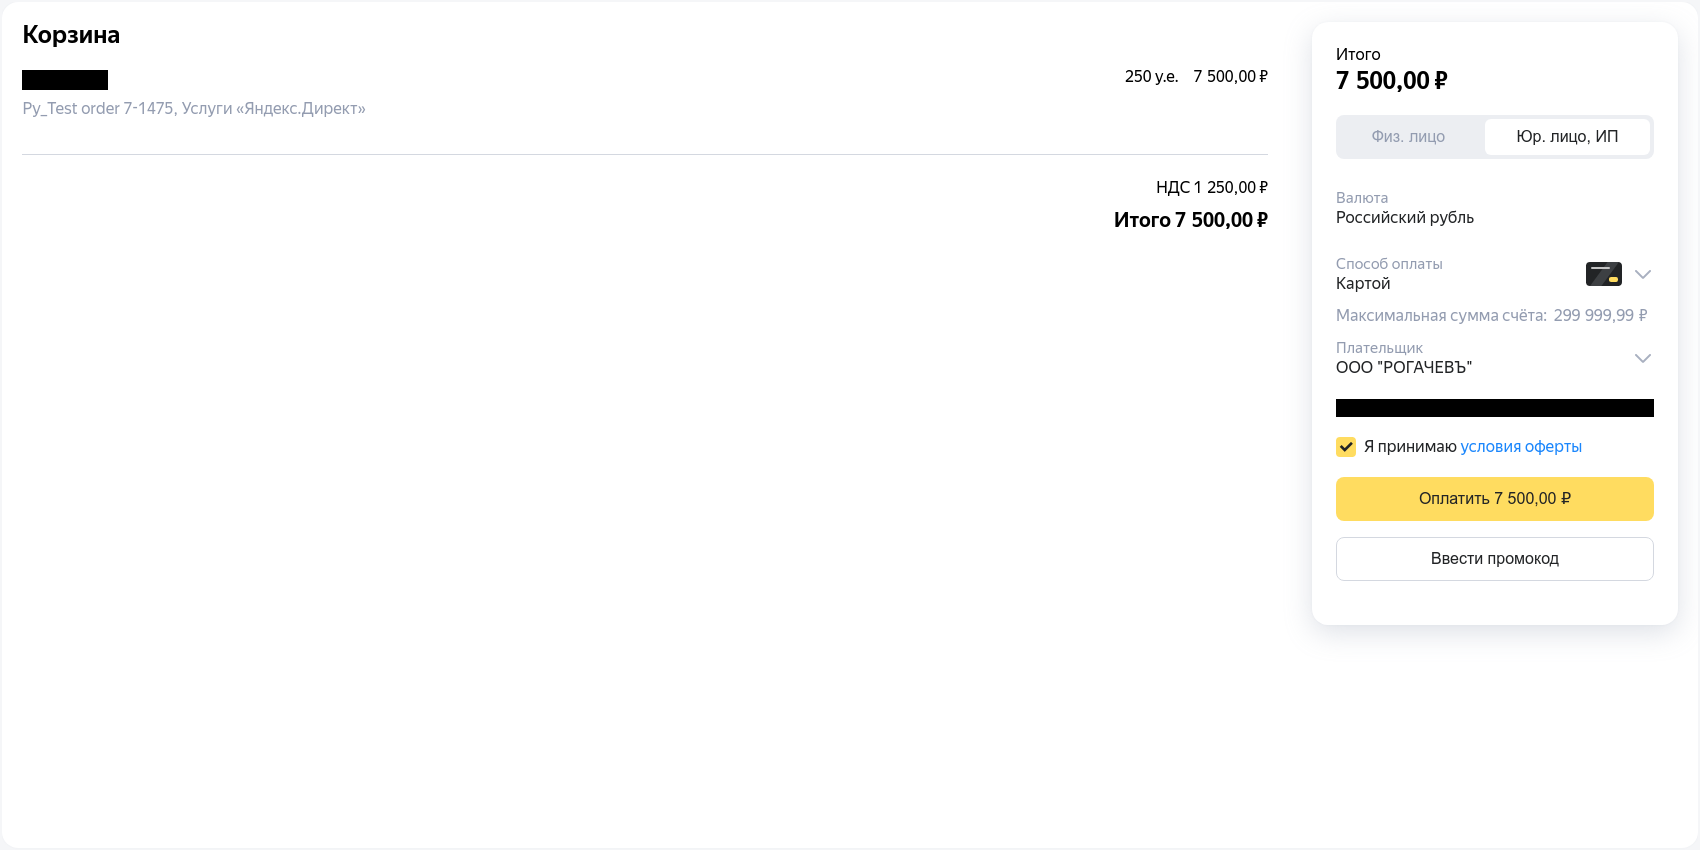 Корзина
250 у.е. 7 500,00 ₽
Py_Test order 7-1475, Услуги «Яндекс.Директ»
НДС 1 250,00 ₽
Итого 7 500,00 ₽
Итого
7 500,00 ₽
Физ. лицо Юр. лицо, ИП
Валюта
Российский рубль
Способ оплаты
Картой
Максимальная сумма счёта: 299 999,99 ₽
Плательщик
ООО "РОГАЧЕВЪ"
Я принимаю условия оферты
Оплатить 7 500,00 ₽
Ввести промокод